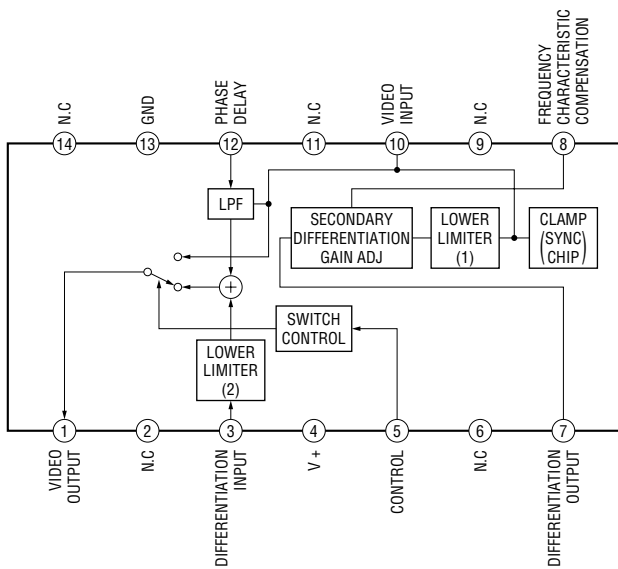 N.C
GND
PHASE
DELAY
N.C
VIDEO
INPUT
N.C
FREQUENCY
CHARACTERISTIC
COMPENSATION
14
13
12
11
10
9
8
LPF
SECONDARY
DIFFERENTIATION
GAIN ADJ
LOWER
LIMITER
(1)
CLAMP
(SYNC)
CHIP
+
SWITCH
CONTROL
LOWER
LIMITER
(2)
1
2
3
4
5
6
7
VIDEO
OUTPUT
N.C
DIFFERENTIATION
INPUT
V +
CONTROL
N.C
DIFFERENTIATION
OUTPUT